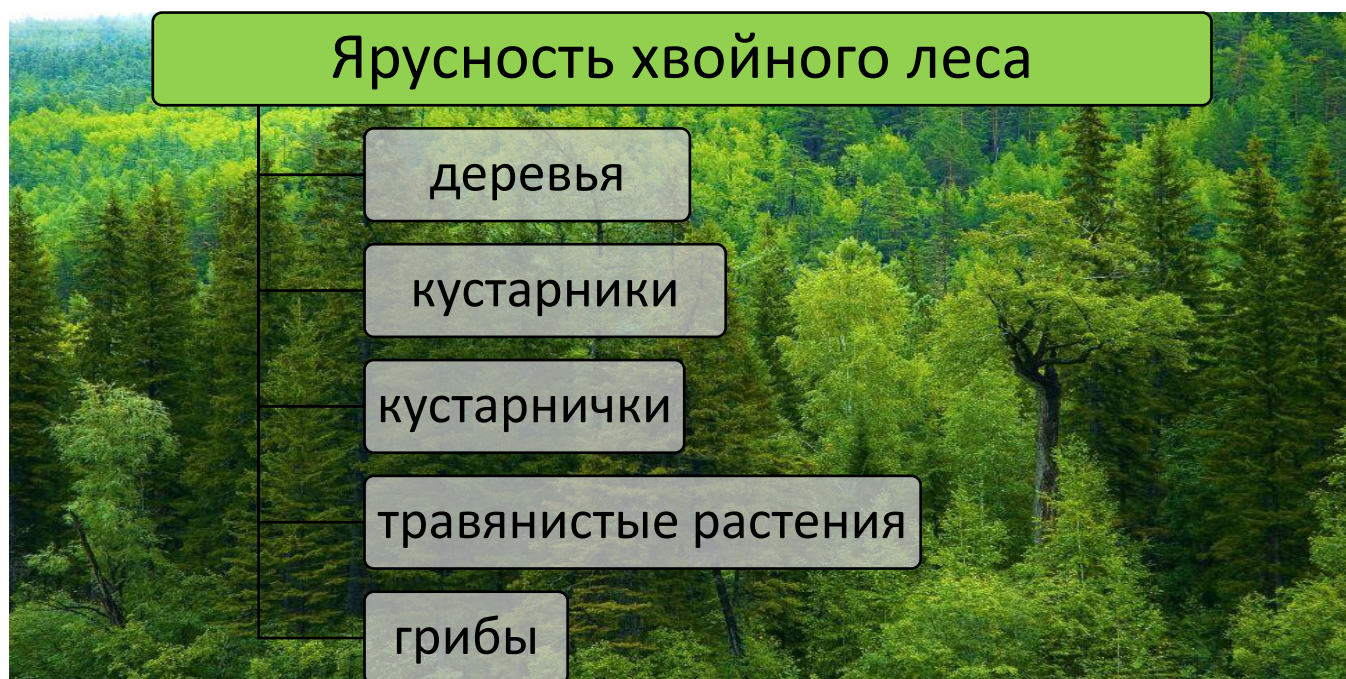 Ярусность хвойного леса
деревья
кустарники
кустарнички
травянистые растения
грибы